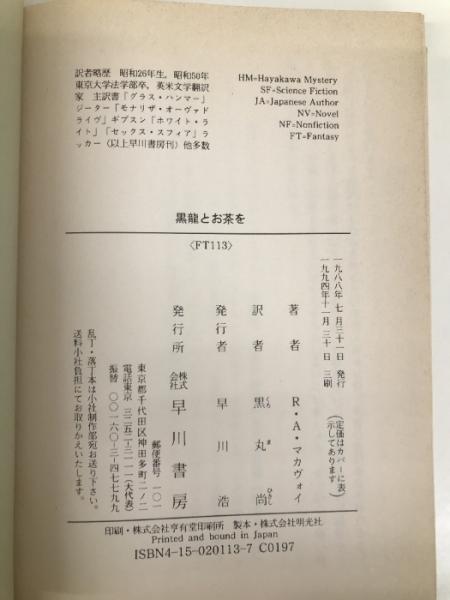 訳者略歴 昭和26年生,昭和50年
東京大学法学部卒,英米文学翻訳
家 主訳書「グラス・ハンマー」
ジーター「モナリザ・オーヴァド
ライヴ」ギブスン「ホワイト・ラ
イト」「セックス・スフィア」ラ
ッカー(以上早川書房刊)他多数
HM=Hayakawa Mystery
SF=Science Fiction
JA=Japanese Author
NV=Novel
NF=Nonfiction
FT=Fantasy
黒龍とお茶を
〈FT113〉
一九八八年七月三十一日 発行
一九九四年十一月三十日 三刷
(定価はカバーに表
示してあります)
著者 R・A・マカヴォイ
訳者 黒丸尚
くろ ま ひさし
発行者 早川浩
発行所 株式会社 早川書房
郵便番号 一〇一
東京都千代田区神田多町二ノ二
電話東京 三二五二-三一一一(大代表)
振替 〇〇一六〇-三-四七七九九
乱丁・落丁本は小社制作部宛お送り下さい。
送料小社負担にてお取りかえいたします。
印刷・株式会社亨有堂印刷所 製本・株式会社明光社
Printed and bound in Japan
ISBN4-15-020113-7 C0197